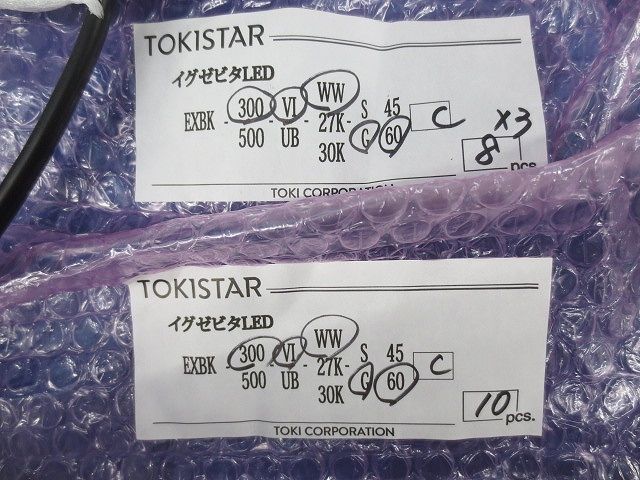 TOKISTAR
イグゼビタLED
WW
EXBK - 300 - VI - 27K - S 45 C
500 UB 30K G 60
X3
8 pcs.
TOKI CORPORATION
TOKISTAR
イグゼビタLED
WW
EXBK - 300 - VI - 27K - S 45 C
500 UB 30K G 60
10 pcs.
TOKI CORPORATION